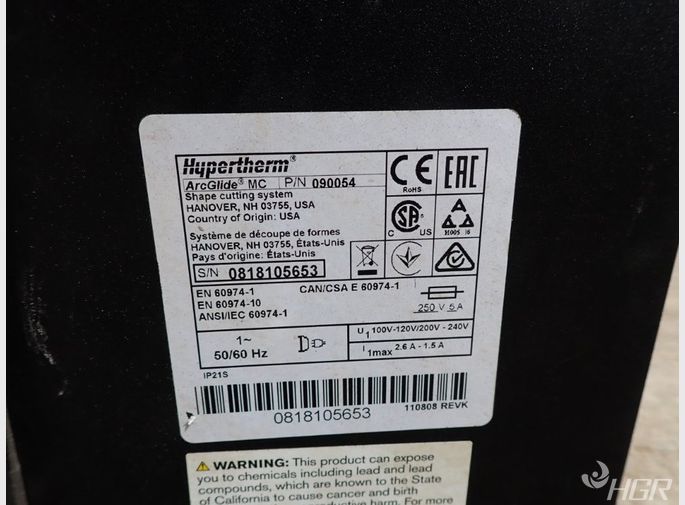 Hypertherm®
ArcGlide® MC P/N 090054
Shape cutting system
HANOVER, NH 03755, USA
Country of Origin: USA
Système de découpe de formes
HANOVER, NH 03755, États-Unis
Pays d'origine: États-Unis
S/N 0818105653
CE
RoHS
EAC
SA
C US
EN 60974-1 CAN/CSA E 60974-1
EN 60974-10
ANSI/IEC 60974-1
250 V 5 A
1~
50/60 Hz
U1 100V-120V/200V - 240V
I1max 2.6 A - 1.5 A
IP21S
0818105653
110808 REVK
WARNING: This product can expose
you to chemicals including lead and lead
compounds, which are known to the State
of California to cause cancer and birth
harm. For more
HGR